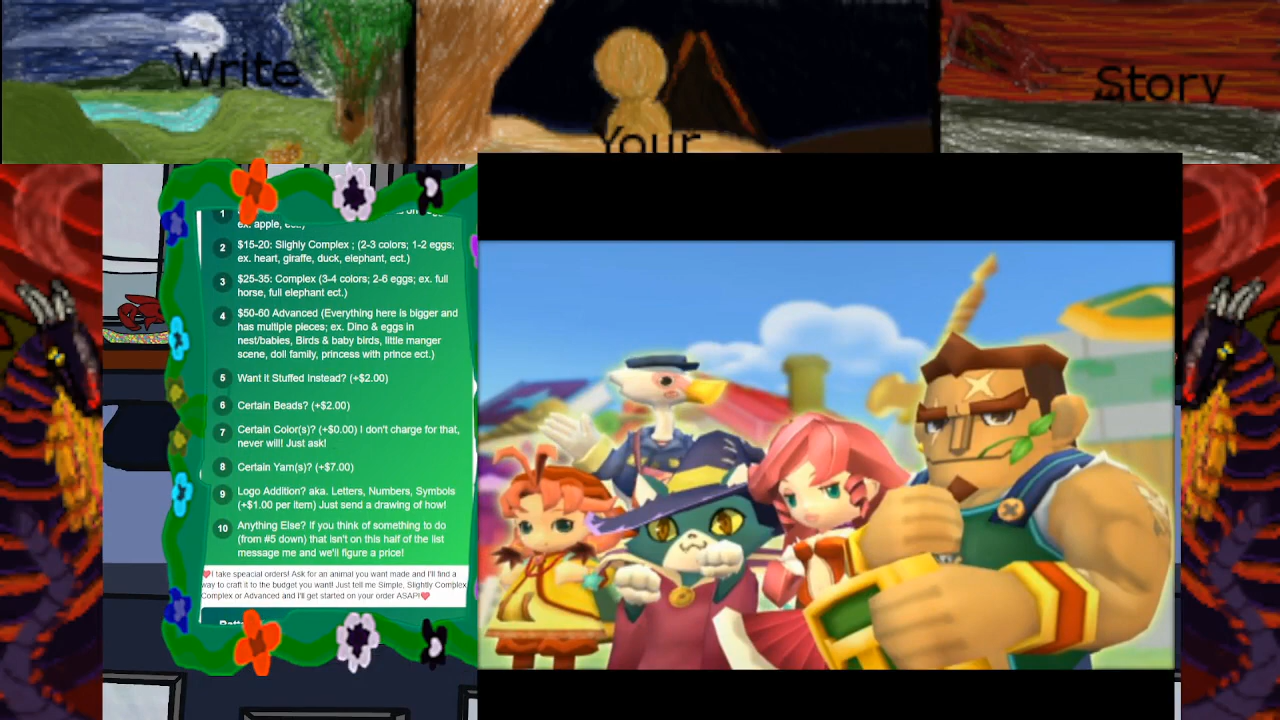 Write
Your
Story
1
ex. apple, ect.)
2 $15-20: Slighly Complex ; (2-3 colors; 1-2 eggs;
ex. heart, giraffe, duck, elephant, ect.)
3 $25-35: Complex (3-4 colors; 2-6 eggs; ex. full
horse, full elephant ect.)
4 $50-60 Advanced (Everything here is bigger and
has multiple pieces; ex. Dino & eggs in
nest/babies, Birds & baby birds, little manger
scene, doll family, princess with prince ect.)
5 Want it Stuffed Instead? (+$2.00)
6 Certain Beads? (+$2.00)
7 Certain Color(s)? (+$0.00) I don't charge for that,
never will! Just ask!
8 Certain Yarn(s)? (+$7.00)
9 Logo Addition? aka. Letters, Numbers, Symbols
(+$1.00 per item) Just send a drawing of how!
10 Anything Else? If you think of something to do
(from #5 down) that isn't on this half of the list
message me and we'll figure a price!
❤I take speacial orders! Ask for an animal you want made and I'll find a
way to craft it to the budget you want! Just tell me Simple, Slightly Complex,
Complex or Advanced and I'll get started on your order ASAP!❤